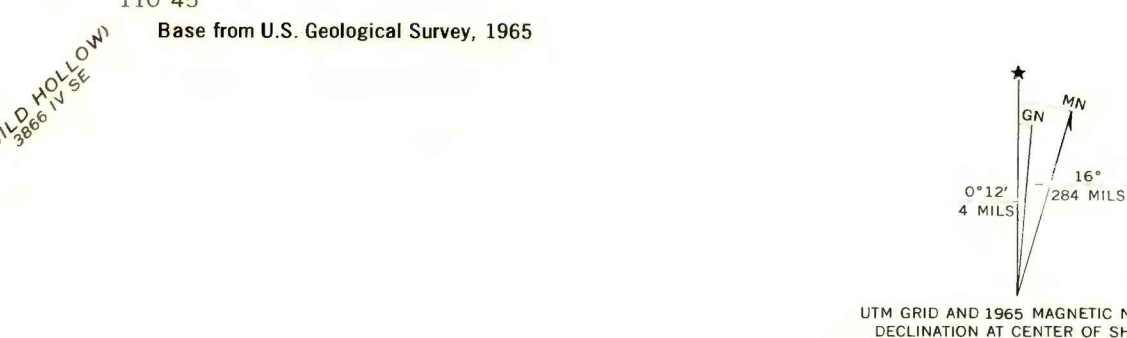 Base from U.S. Geological Survey, 1965
HOLLOW)
3866 IV SE
★
GN
MN
0°12'
4 MILS
16°
284 MILS
UTM GRID AND 1965 MAGNETIC
DECLINATION AT CENTER OF